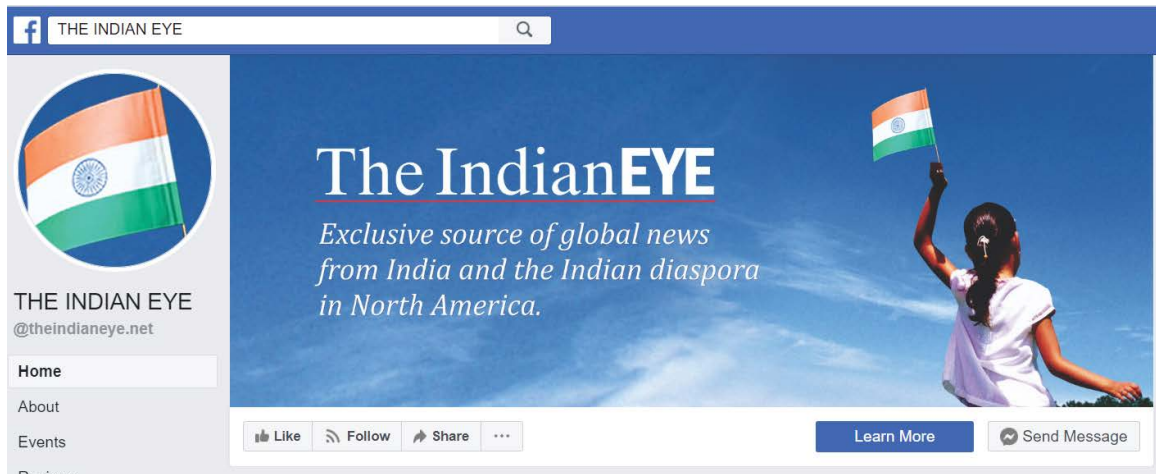 THE INDIAN EYE
The IndianEYE
Exclusive source of global news
from India and the Indian diaspora
in North America.
THE INDIAN EYE
@theindianeye.net
Home
About
Events
Like Follow Share ...
Learn More Send Message